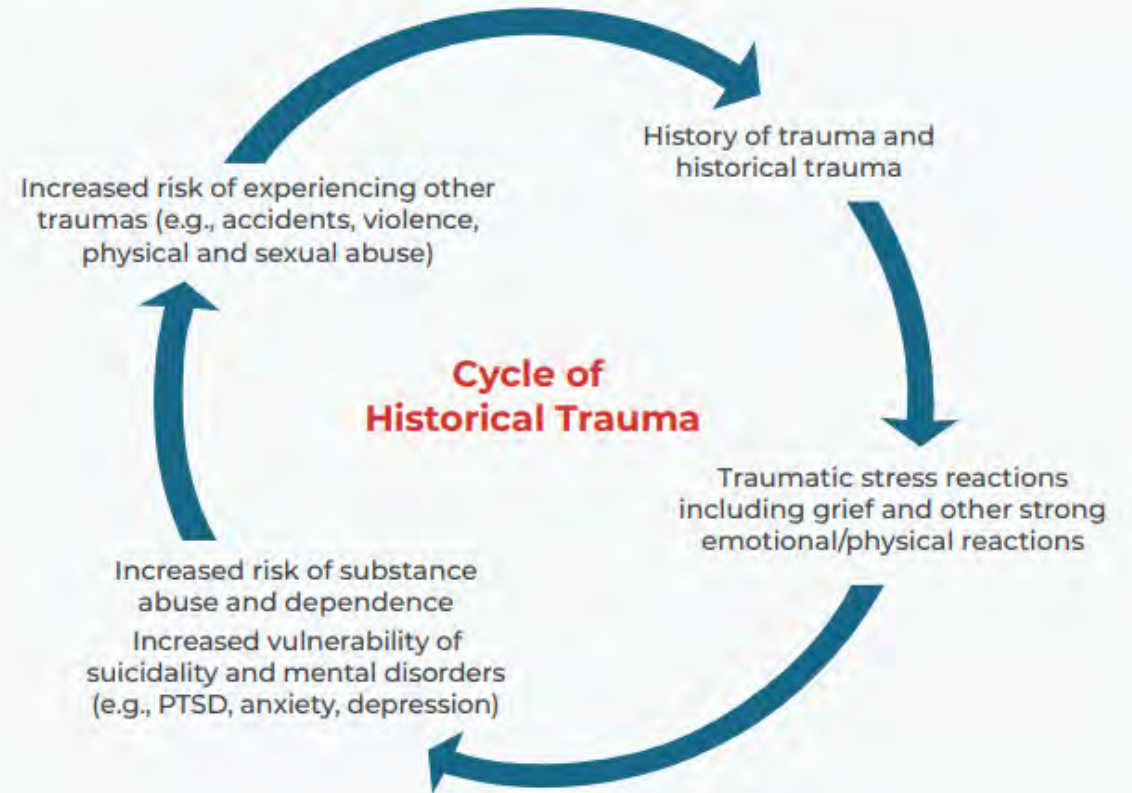 History of trauma and
historical trauma
Increased risk of experiencing other
traumas (e.g., accidents, violence,
physical and sexual abuse)
Cycle of
Historical Trauma
Traumatic stress reactions
including grief and other strong
emotional/physical reactions
Increased risk of substance
abuse and dependence
Increased vulnerability of
suicidality and mental disorders
(e.g., PTSD, anxiety, depression)